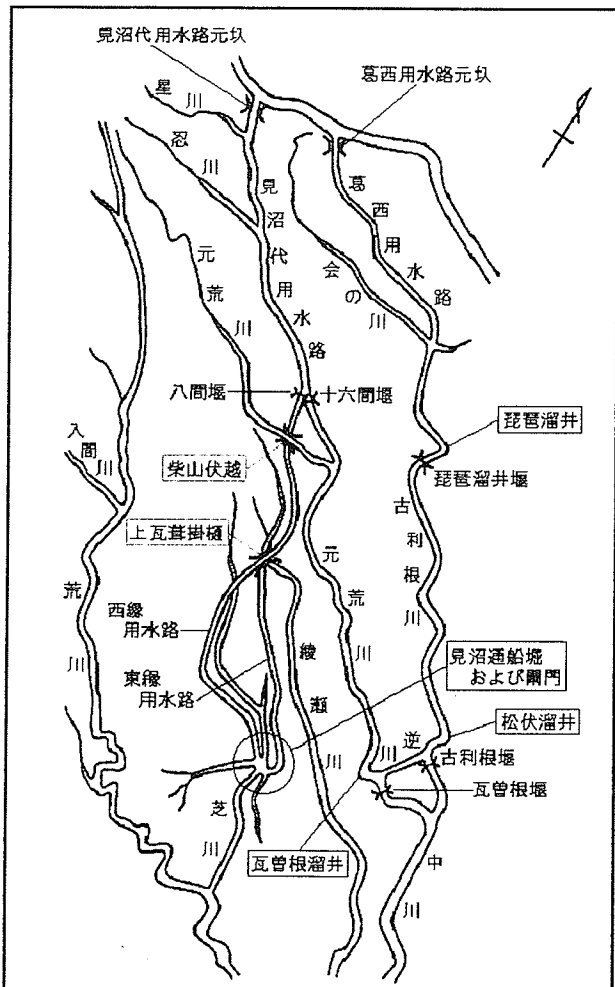 見沼代用水路元圦
葛西用水路元圦
星川
忍川
見沼代用水路
葛西用水路
会の川
元荒川
八間堰
十六間堰
琵琶溜井
琵琶溜井堰
入間川
柴山伏越
上瓦葺掛樋
古利根川
元荒川
荒川
西縁
用水路
東縁
用水路
綾瀬川
見沼通船堀
および閘門
逆川
松伏溜井
古利根堰
瓦曽根堰
芝川
瓦曽根溜井
中川